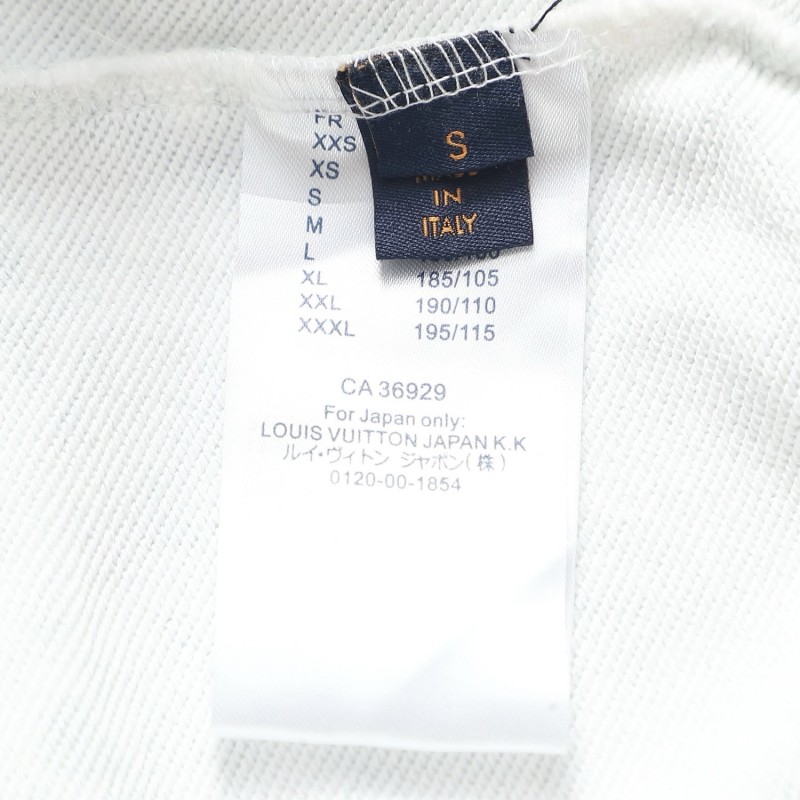 S
MADE
IN
ITALY
FR
XXS
XS
S
M
L
XL 185/105
XXL 190/110
XXXL 195/115
CA 36929
For Japan only:
LOUIS VUITTON JAPAN K.K
ルイ・ヴィトン ジャポン(株)
0120-00-1854